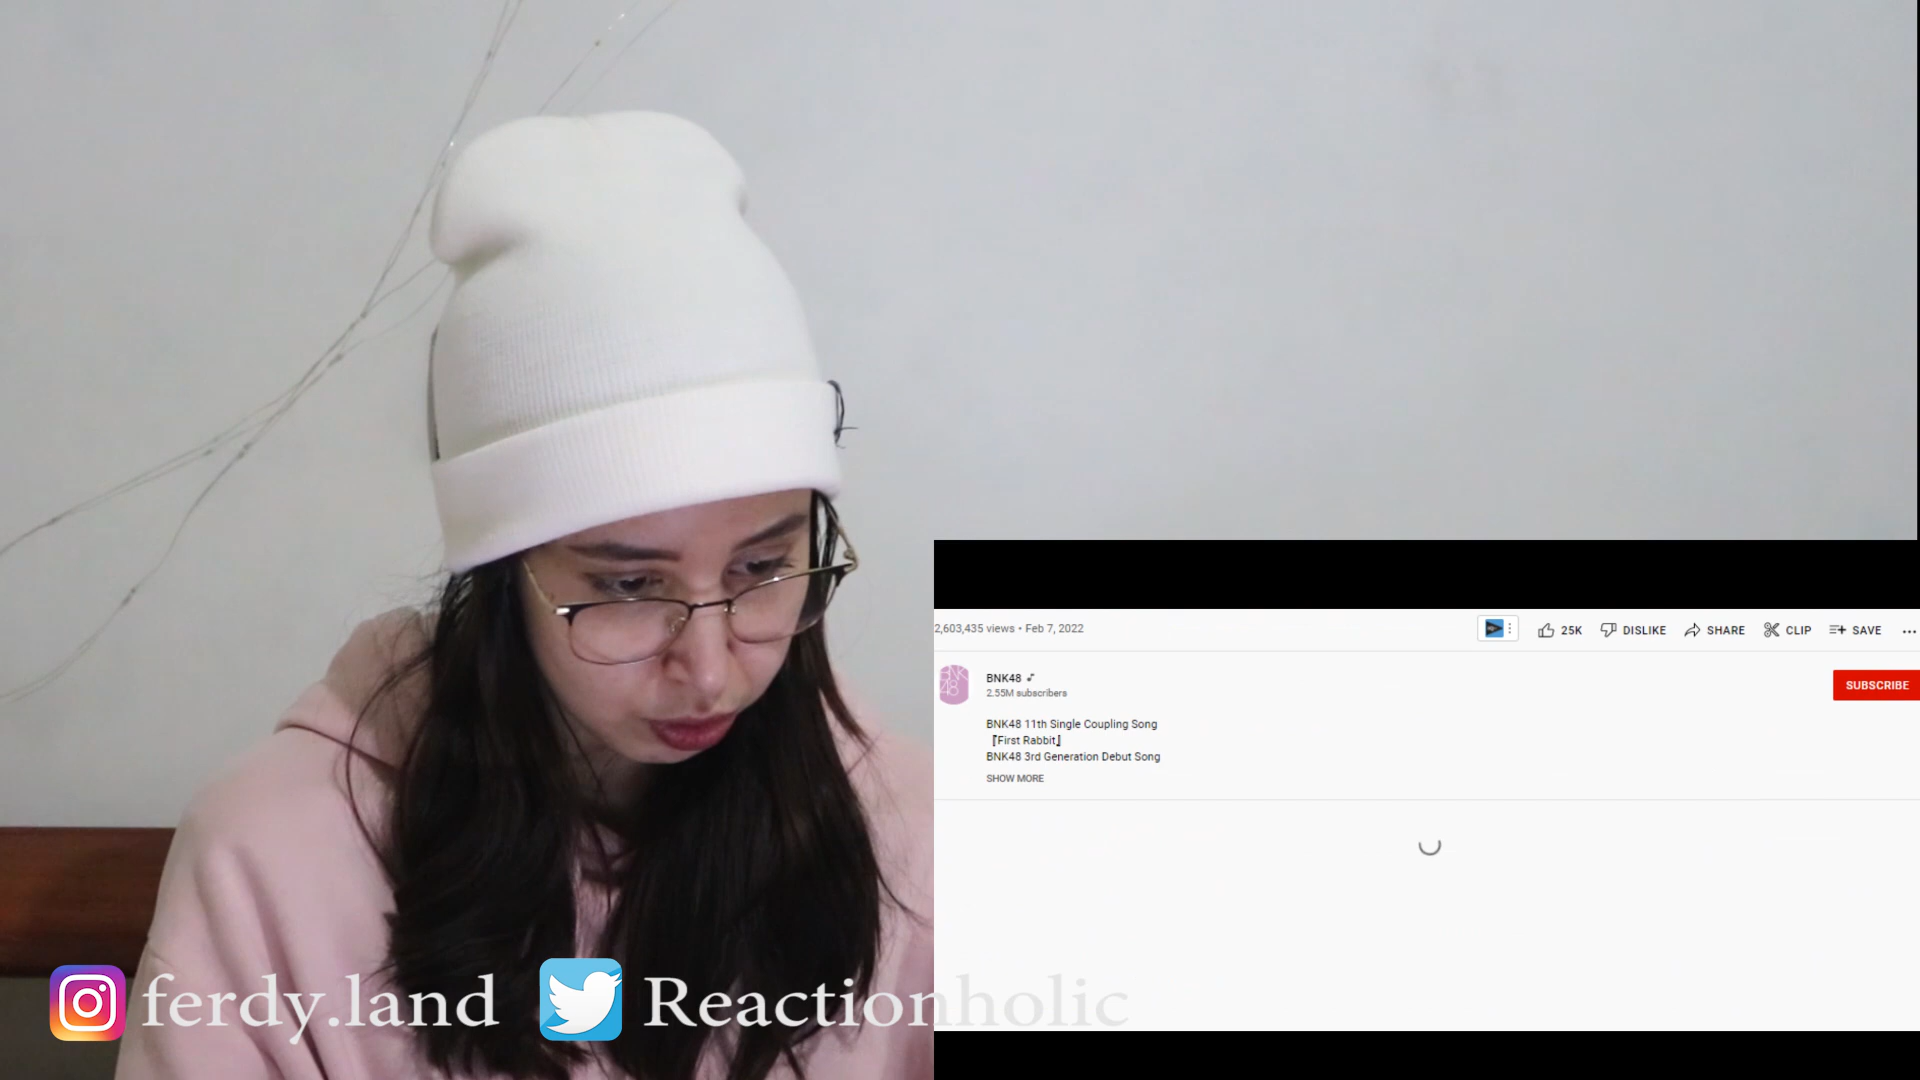 2,603,435 views • Feb 7, 2022
25K DISLIKE SHARE CLIP SAVE ...
BNK48
2.55M subscribers
SUBSCRIBE
BNK48 11th Single Coupling Song
『First Rabbit』
BNK48 3rd Generation Debut Song
SHOW MORE
ferdy.land Reactionholic